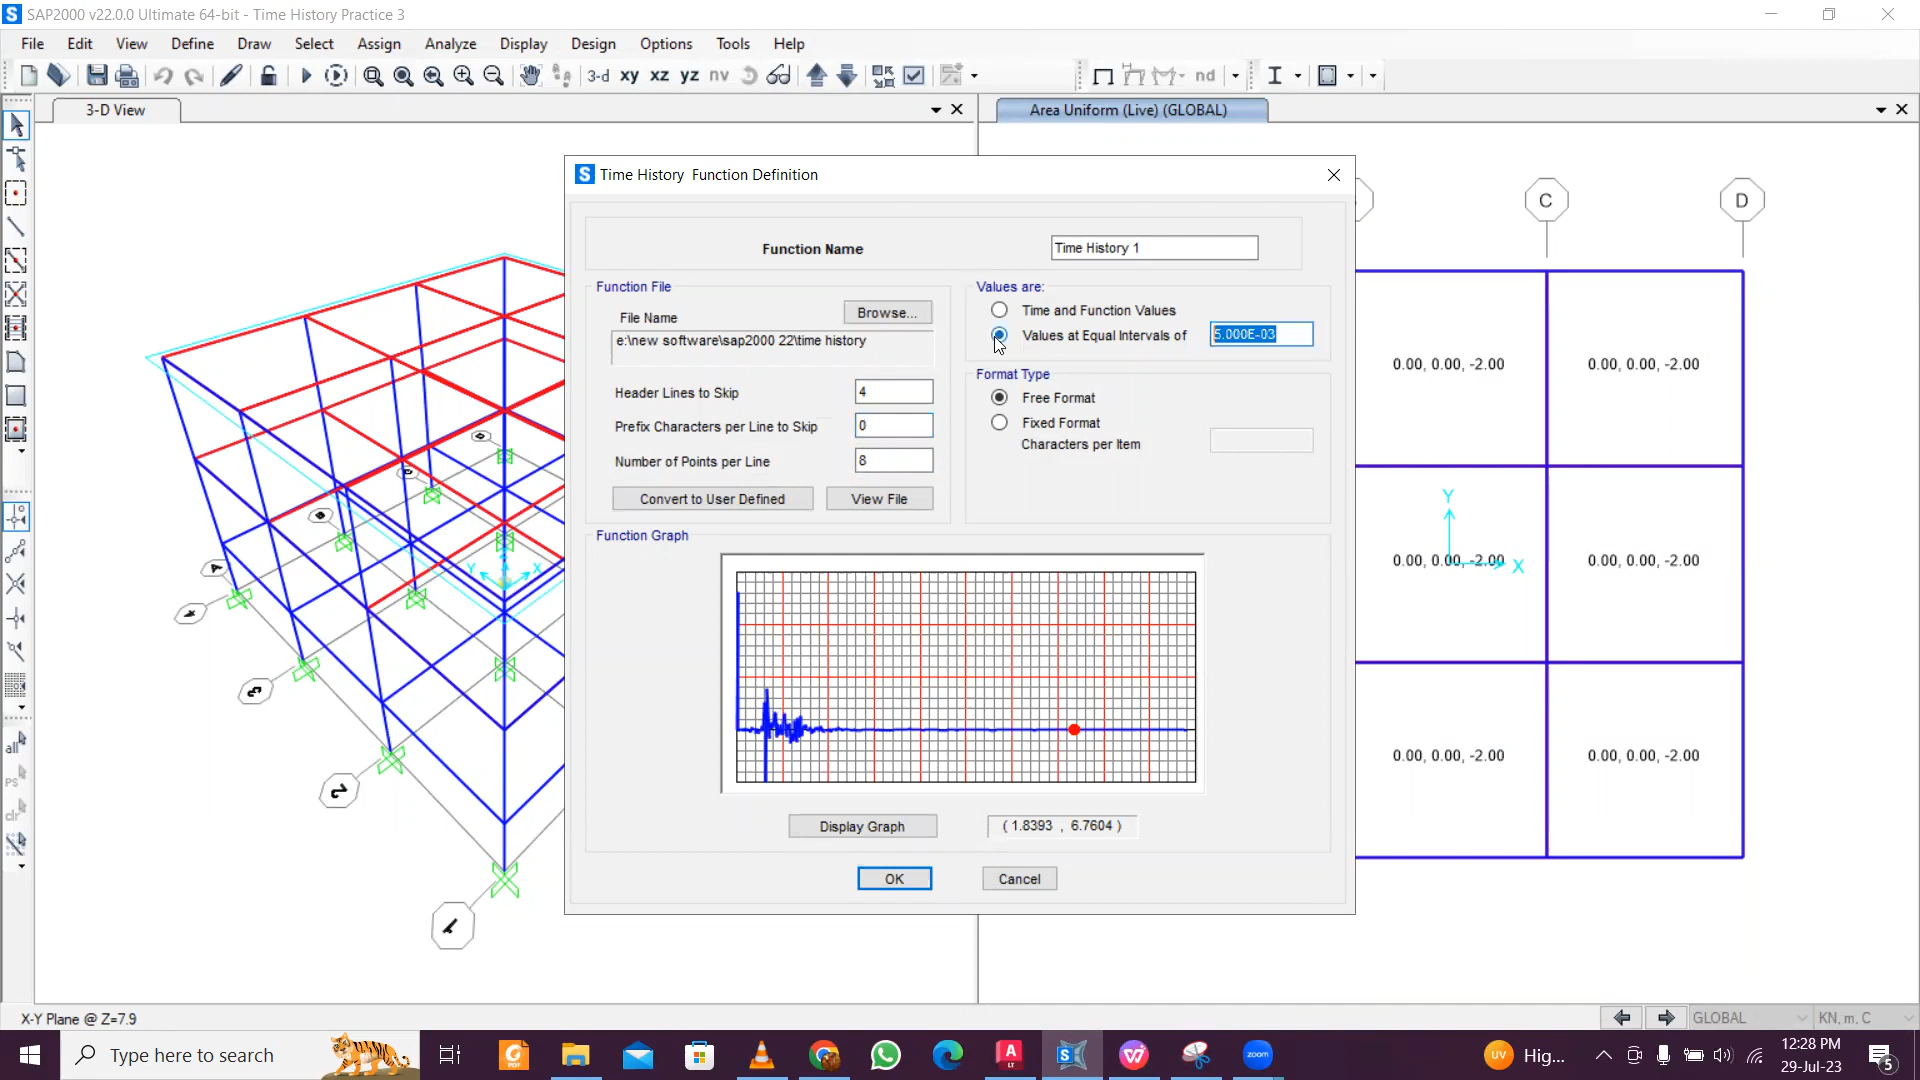 SAP2000 v22.0.0 Ultimate 64-bit - Time History Practice 3
File Edit View Define Draw Select Assign Analyze Display Design Options Tools Help
3-d xy xz yz nv nd
3-D View
Area Uniform (Live) (GLOBAL)
Time History Function Definition
Function Name
Time History 1
Function File
File Name
Browse...
e:\new software\sap2000 22\time history
Header Lines to Skip
4
Prefix Characters per Line to Skip
0
Number of Points per Line
8
Convert to User Defined
View File
Values are:
Time and Function Values
Values at Equal Intervals of
5.000E-03
Format Type
Free Format
Fixed Format
Characters per Item
Function Graph
Display Graph
( 1.8393 , 6.7604 )
OK
Cancel
C
D
0.00, 0.00, -2.00
0.00, 0.00, -2.00
0.00, 0.00, -2.00
0.00, 0.00, -2.00
0.00, 0.00, -2.00
0.00, 0.00, -2.00
Y
X
Y
X
all
PS
clr
X-Y Plane @ Z=7.9
GLOBAL
KN, m, C
Type here to search
zoom
UV
Hig...
12:28 PM
29-Jul-23
5